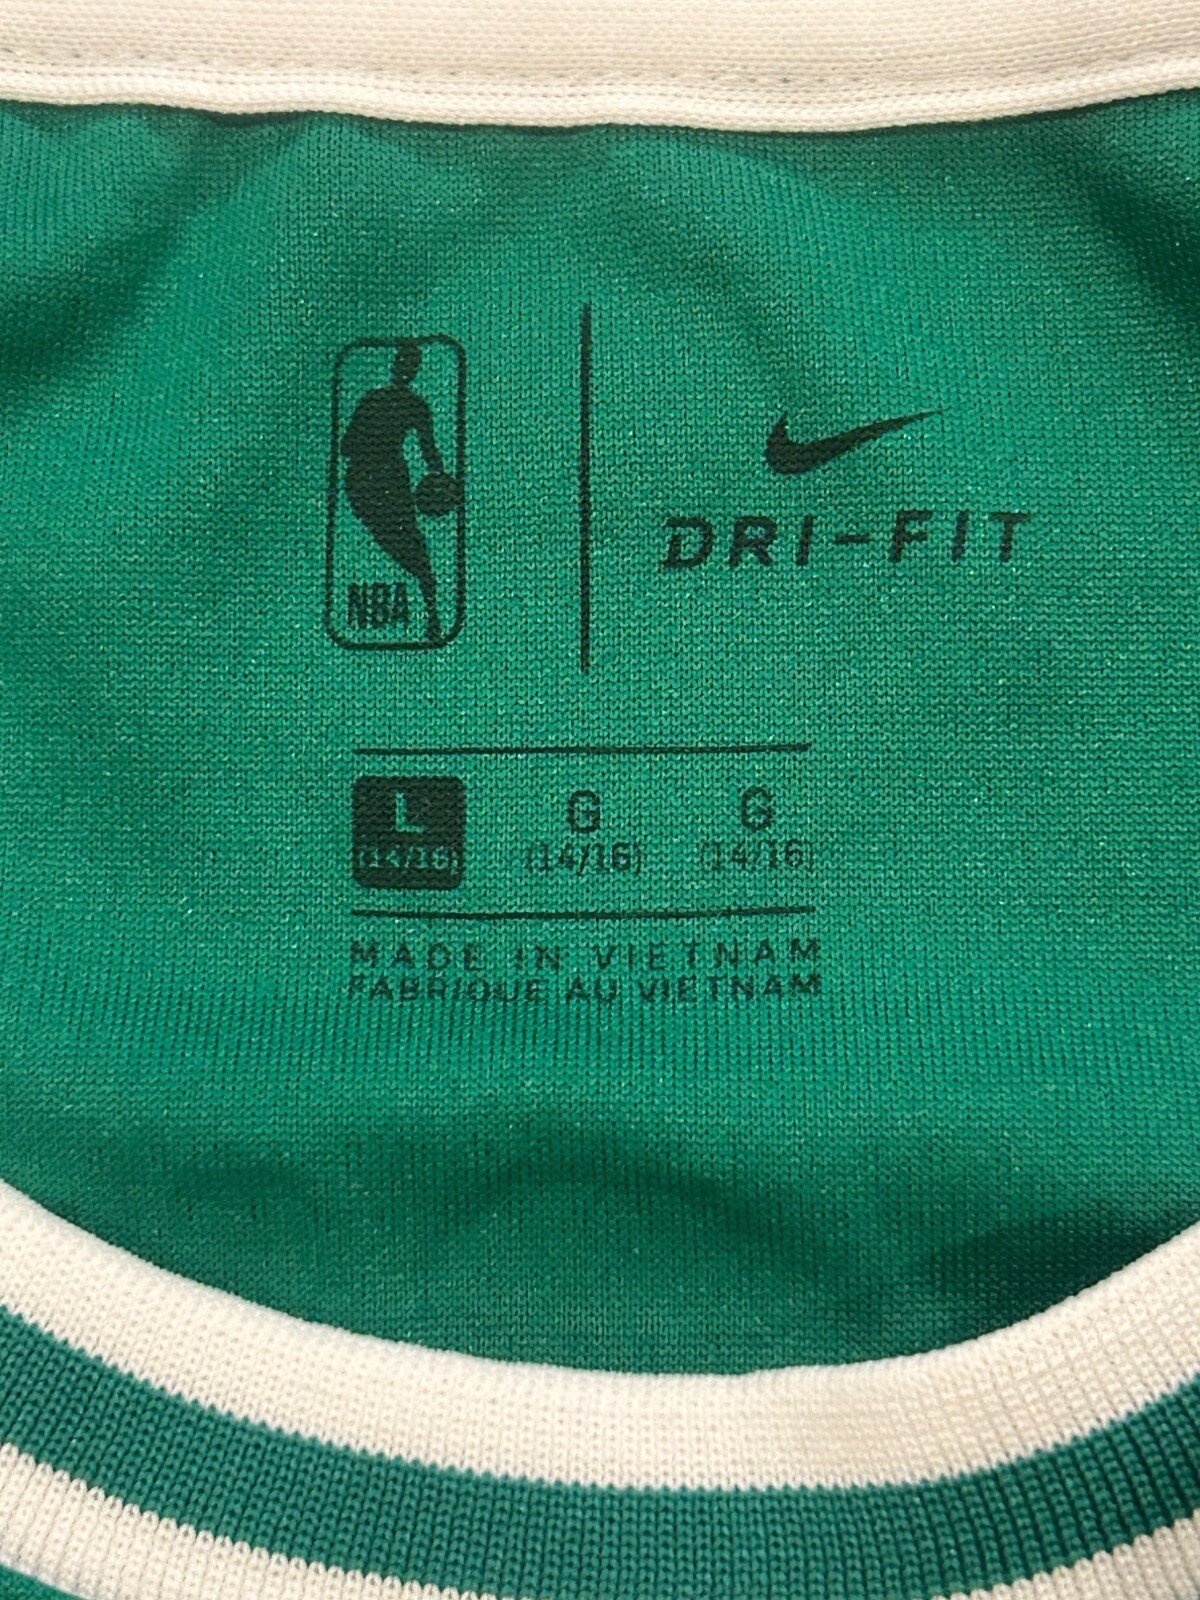 NBA
DRI-FIT
L G G
(14/16) (14/16) (14/16)
MADE IN VIETNAM
FABRIQUE AU VIETNAM